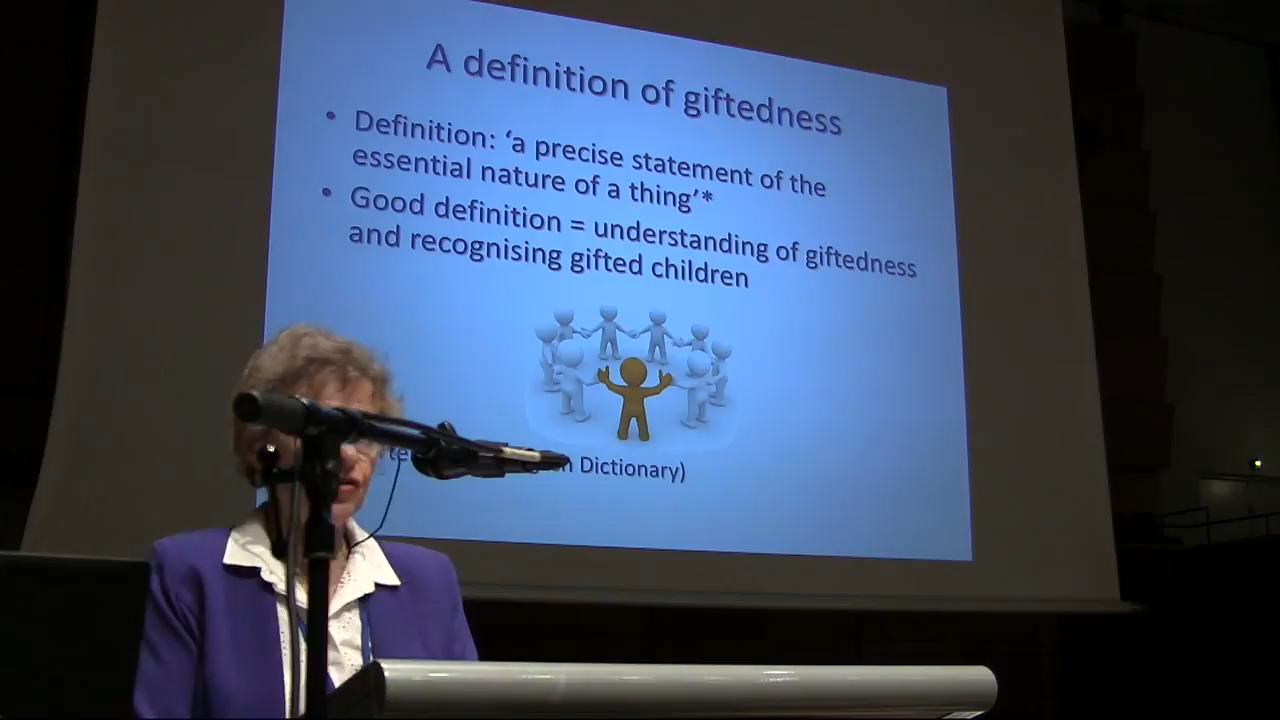 A definition of giftedness
• Definition: ‘a precise statement of the
essential nature of a thing’*
• Good definition = understanding of giftedness
and recognising gifted children
Dictionary)